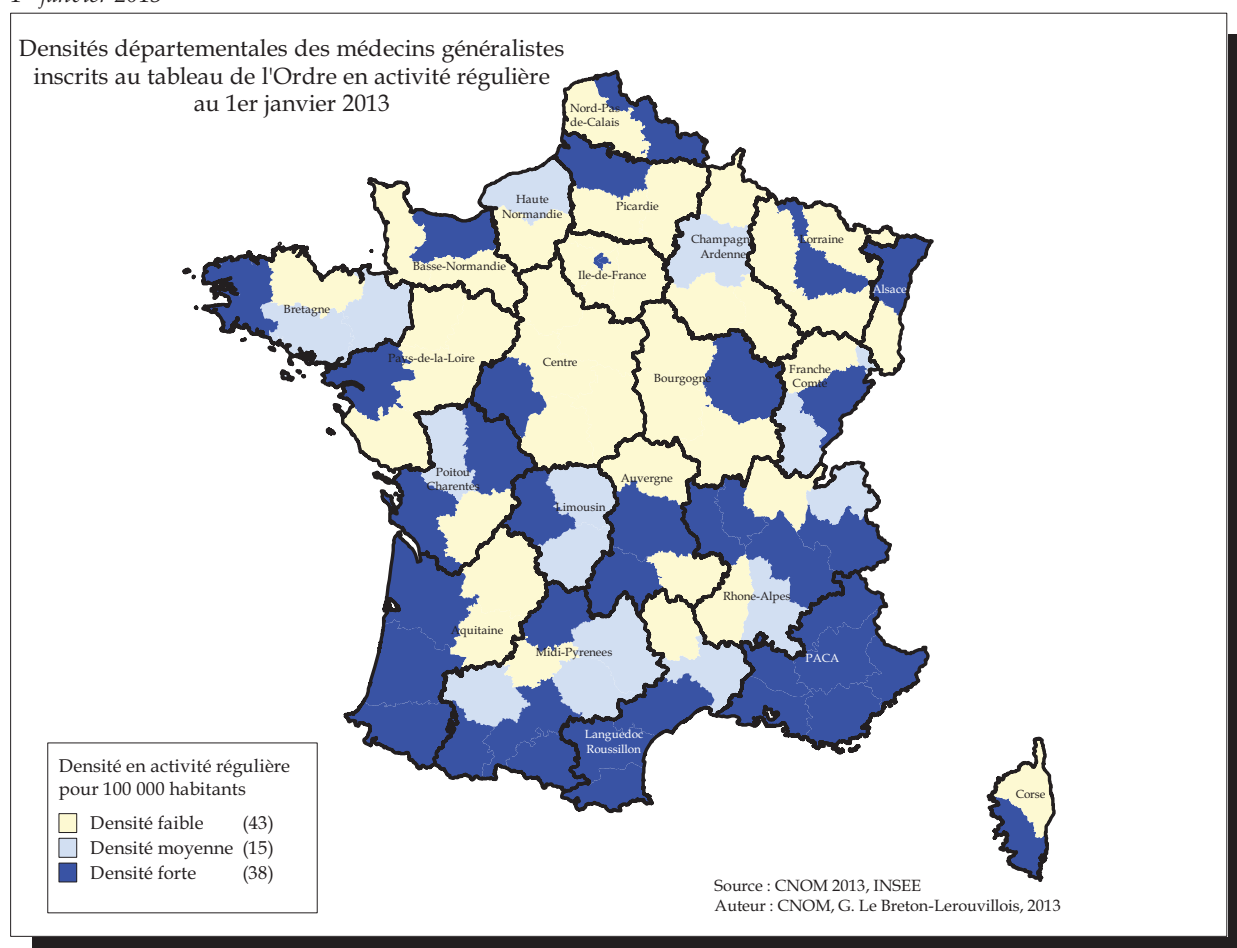 janvier 2013
Densités départementales des médecins généralistes
inscrits au tableau de l'Ordre en activité régulière
au 1er janvier 2013
Nord-Pas
de-Calais
Haute
Normandie
Picardie
Basse-Normandie
Champagn
Ardenne
Lorraine
Ile-de-France
Alsace
Bretagne
Pays-de-la-Loire
Centre
Bourgogne
Franche
Comté
Poitou
Charentes
Limousin
Auvergne
Rhone-Alpes
Aquitaine
Midi-Pyrenees
PACA
Languedoc
Roussillon
Corse
Densité en activité régulière
pour 100 000 habitants
Densité faible (43)
Densité moyenne (15)
Densité forte (38)
Source : CNOM 2013, INSEE
Auteur : CNOM, G. Le Breton-Lerouvillois, 2013